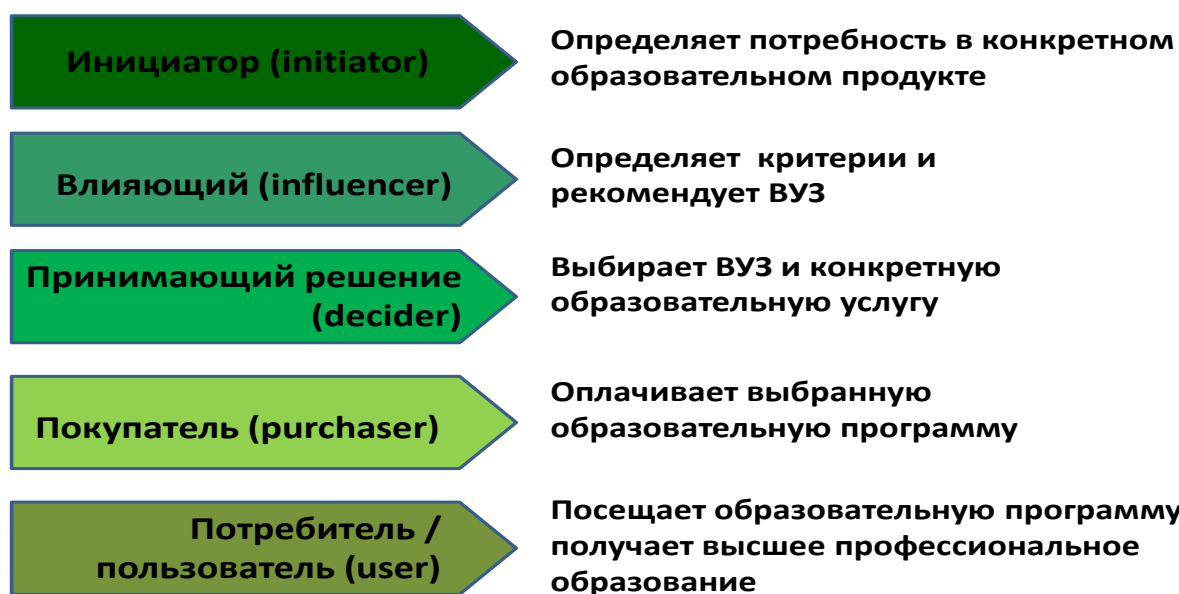 Инициатор (initiator)
Определяет потребность в конкретном
образовательном продукте
Влияющий (influencer)
Определяет критерии и
рекомендует ВУЗ
Принимающий решение
(decider)
Выбирает ВУЗ и конкретную
образовательную услугу
Покупатель (purchaser)
Оплачивает выбранную
образовательную программу
Потребитель /
пользователь (user)
Посещает образовательную программу
получает высшее профессиональное
образование